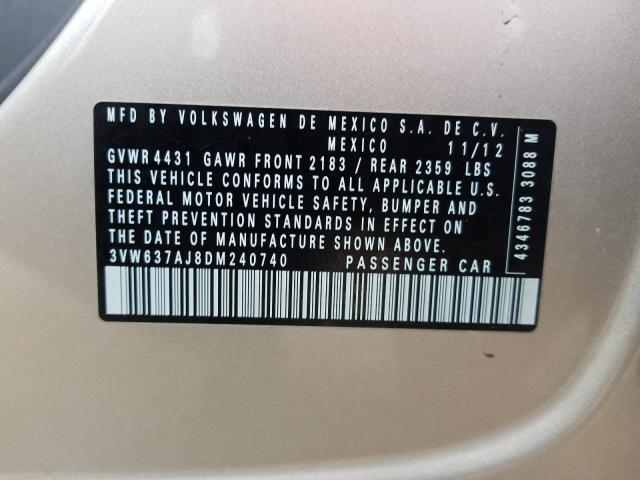 MFD BY VOLKSWAGEN DE MEXICO S.A. DE C.V.
MEXICO 11/12
GVWR 4431 GAWR FRONT 2183 / REAR 2359 LBS
THIS VEHICLE CONFORMS TO ALL APPLICABLE U.S.
FEDERAL MOTOR VEHICLE SAFETY, BUMPER AND
THEFT PREVENTION STANDARDS IN EFFECT ON
THE DATE OF MANUFACTURE SHOWN ABOVE.
3VW637AJ8DM240740 PASSENGER CAR
4346783 3088 M